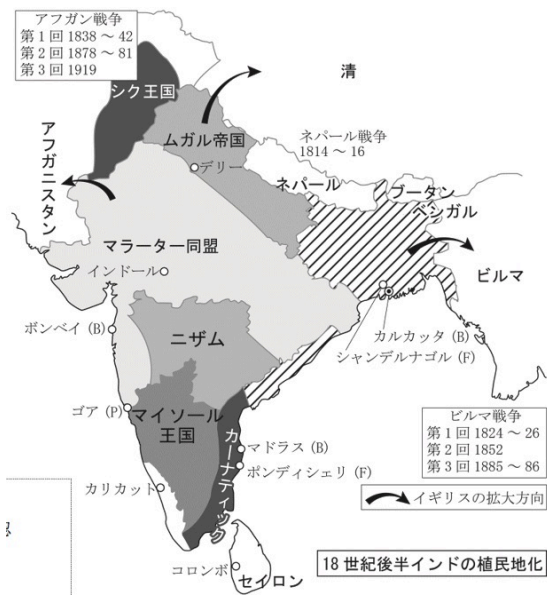 アフガン戦争
第1回 1838～42
第2回 1878～81
第3回 1919
シク王国
清
アフガニスタン
ムガル帝国
デリー
ネパール戦争
1814～16
ネパール
ブータン
ベンガル
マラーター同盟
インドール
ビルマ
ボンベイ (B)
ニザム
カルカッタ (B)
シャンデルナゴル (F)
ゴア (P)
マイソール
王国
カーナティック
マドラス (B)
ポンディシェリ (F)
ビルマ戦争
第1回 1824～26
第2回 1852
第3回 1885～86
カリカット
イギリスの拡大方向
コロンボ
セイロン
18世紀後半インドの植民地化